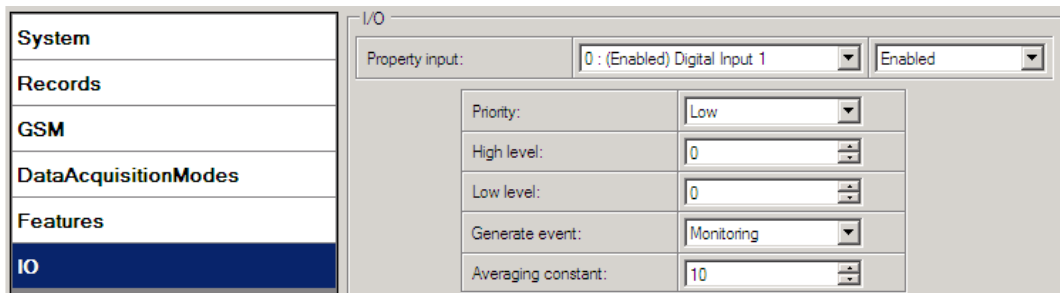 System
Records
GSM
DataAcquisitionModes
Features
IO
I/O
Property input: 0 : (Enabled) Digital Input 1 Enabled
Priority: Low
High level: 0
Low level: 0
Generate event: Monitoring
Averaging constant: 10